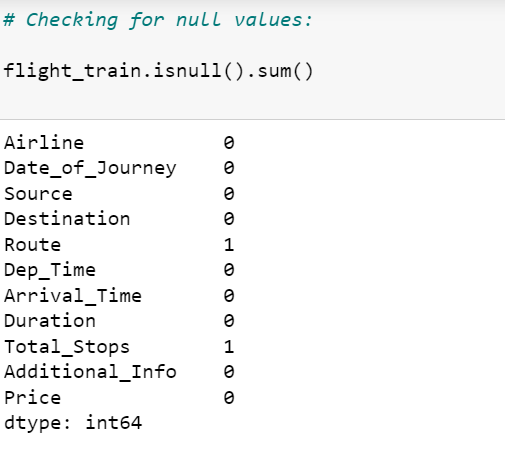 # Checking for null values:
flight_train.isnull().sum()
Airline 0
Date_of_Journey 0
Source 0
Destination 0
Route 1
Dep_Time 0
Arrival_Time 0
Duration 0
Total_Stops 1
Additional_Info 0
Price 0
dtype: int64